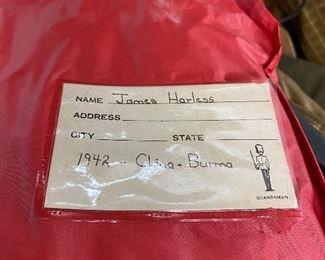 NAME James Harless
ADDRESS
CITY STATE
1942 - China-Burma
GUARDSMAN